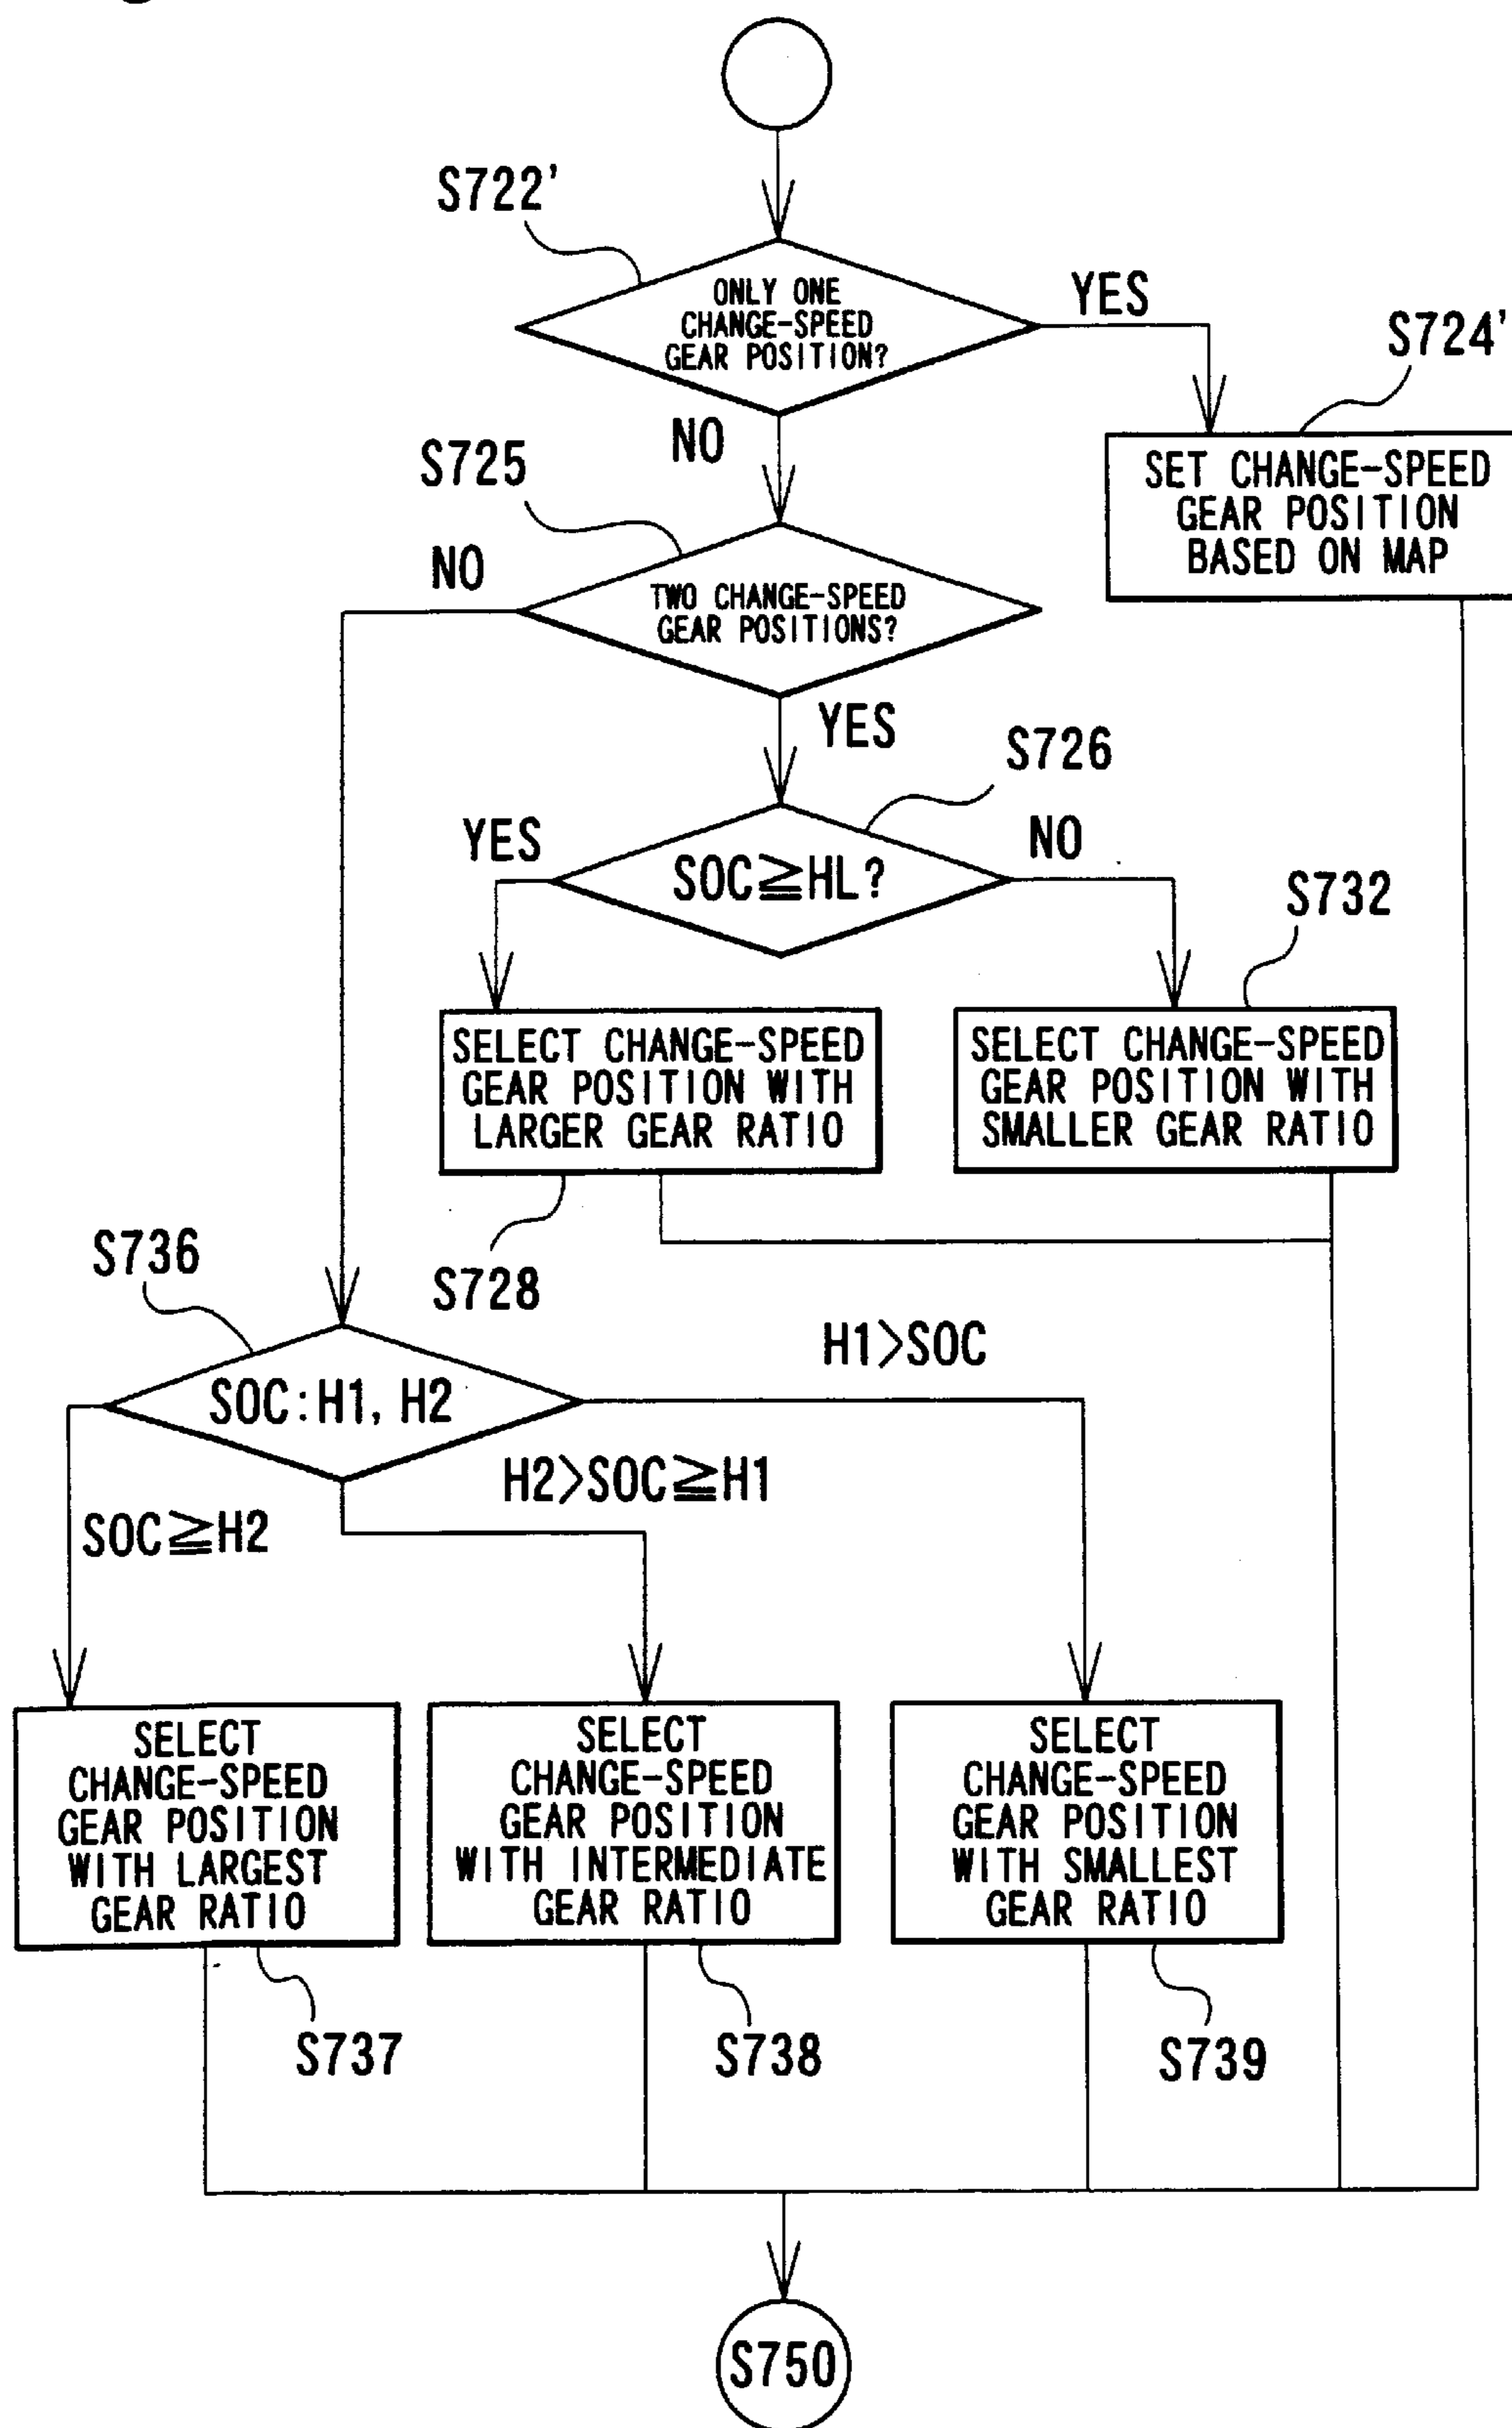 S722'
ONLY ONE
CHANGE-SPEED
GEAR POSITION?
YES
S724'
SET CHANGE-SPEED
GEAR POSITION
BASED ON MAP
NO
S725
NO
TWO CHANGE-SPEED
GEAR POSITIONS?
YES
S726
YES
SOC≧HL?
NO
S732
SELECT CHANGE-SPEED
GEAR POSITION WITH
LARGER GEAR RATIO
SELECT CHANGE-SPEED
GEAR POSITION WITH
SMALLER GEAR RATIO
S728
S736
SOC:H1, H2
H1>SOC
H2>SOC≧H1
SOC≧H2
SELECT
CHANGE-SPEED
GEAR POSITION
WITH LARGEST
GEAR RATIO
SELECT
CHANGE-SPEED
GEAR POSITION
WITH INTERMEDIATE
GEAR RATIO
SELECT
CHANGE-SPEED
GEAR POSITION
WITH SMALLEST
GEAR RATIO
S737
S738
S739
S750